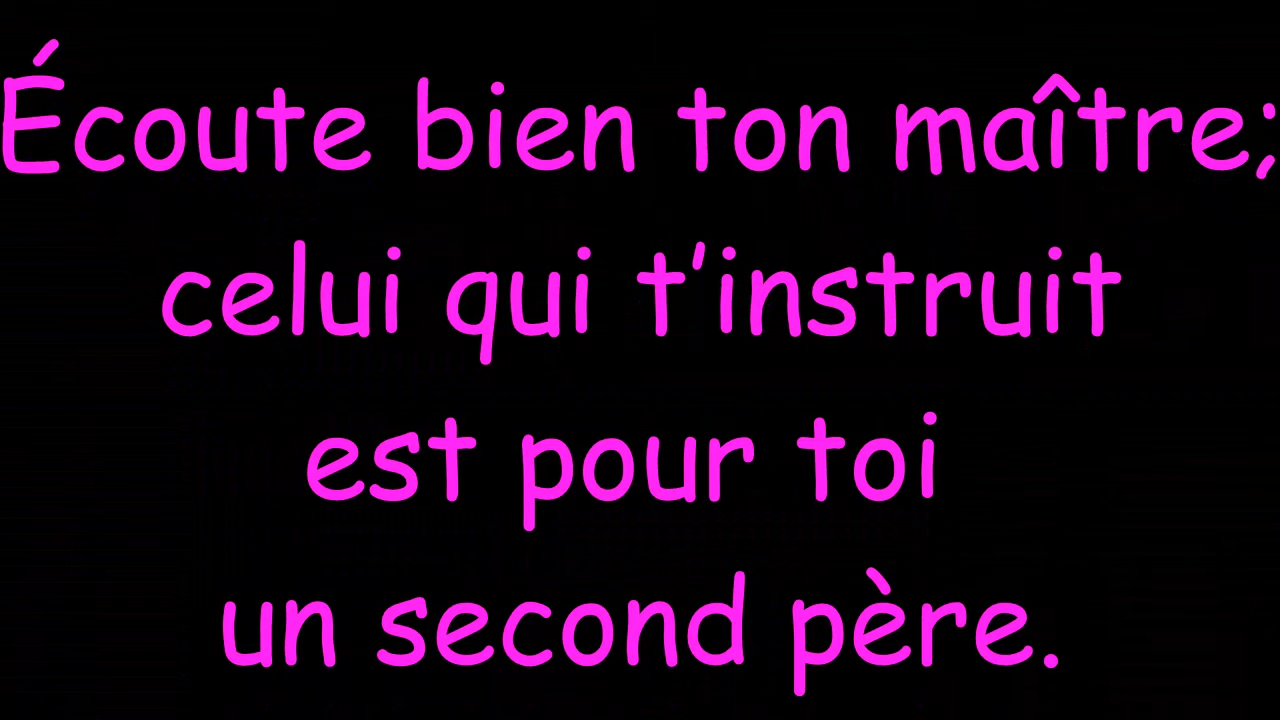 Écoute bien ton maître;
celui qui t’instruit
est pour toi
un second père.